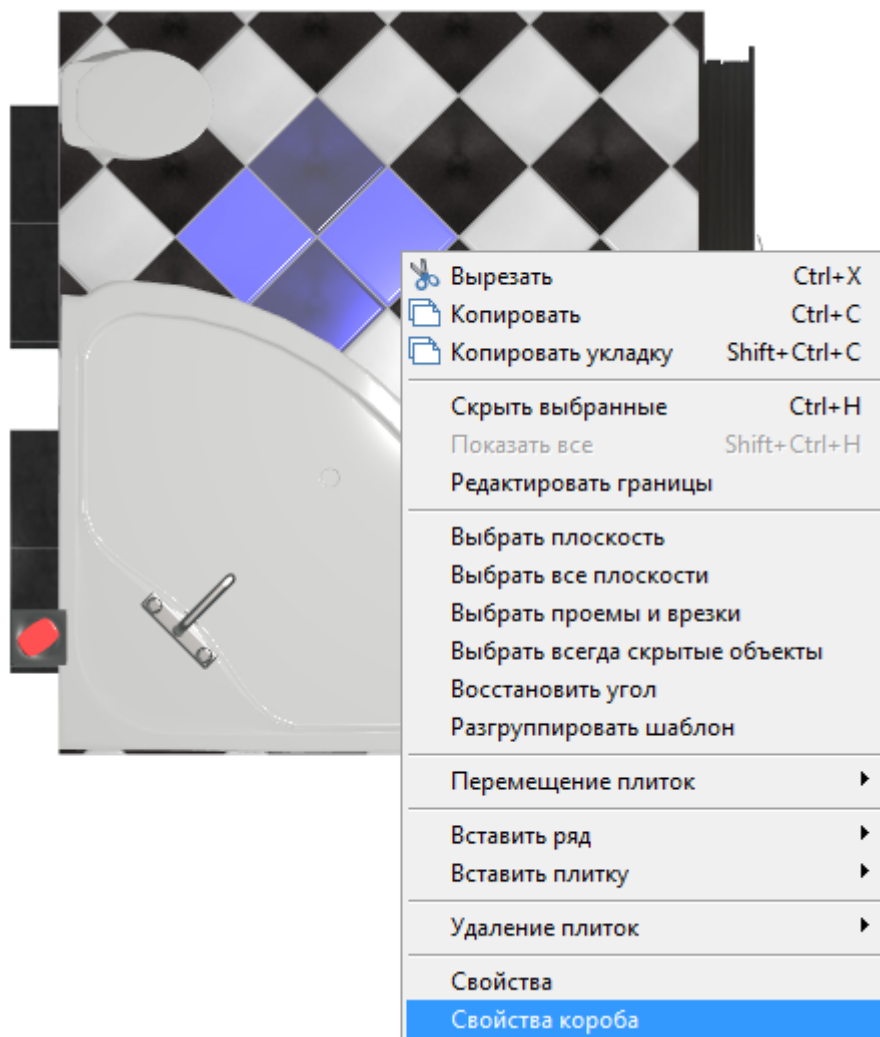 Вырезать Ctrl+X
Копировать Ctrl+C
Копировать укладку Shift+Ctrl+C
Скрыть выбранные Ctrl+H
Показать все Shift+Ctrl+H
Редактировать границы
Выбрать плоскость
Выбрать все плоскости
Выбрать проемы и врезки
Выбрать всегда скрытые объекты
Восстановить угол
Разгруппировать шаблон
Перемещение плиток
Вставить ряд
Вставить плитку
Удаление плиток
Свойства
Свойства короба